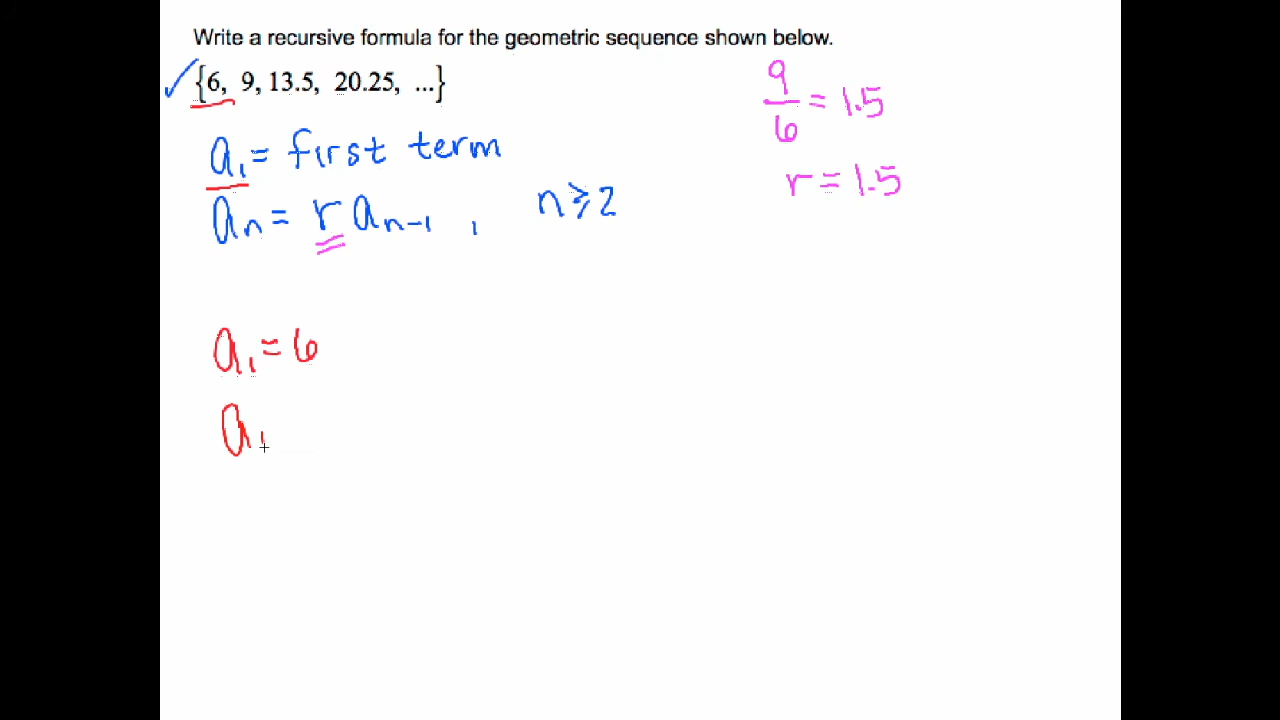 Write a recursive formula for the geometric sequence shown below.
{6, 9, 13.5, 20.25, ...}
9/6 = 1.5
r = 1.5
a₁ = first term
aₙ = r aₙ₋₁ , n ≥ 2
a₁ = 6
a